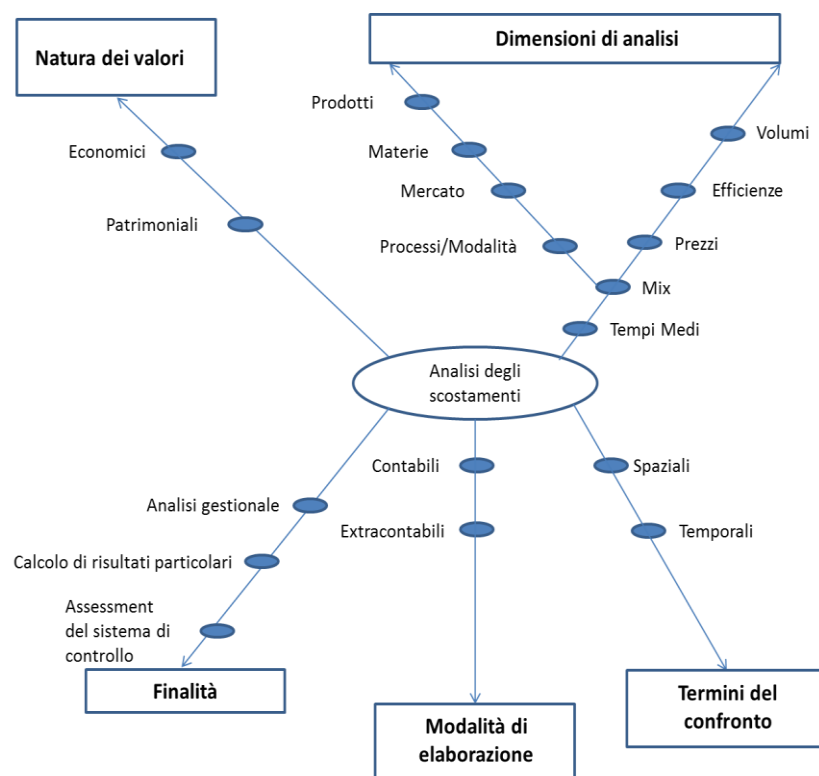 Natura dei valori
Dimensioni di analisi
Prodotti
Volumi
Economici
Materie
Mercato
Efficienze
Patrimoniali
Processi/Modalità
Prezzi
Mix
Tempi Medi
Analisi degli
scostamenti
Contabili
Spaziali
Analisi gestionale
Extracontabili
Temporali
Calcolo di risultati particolari
Assessment
del sistema di
controllo
Finalità
Modalità di
elaborazione
Termini del
confronto